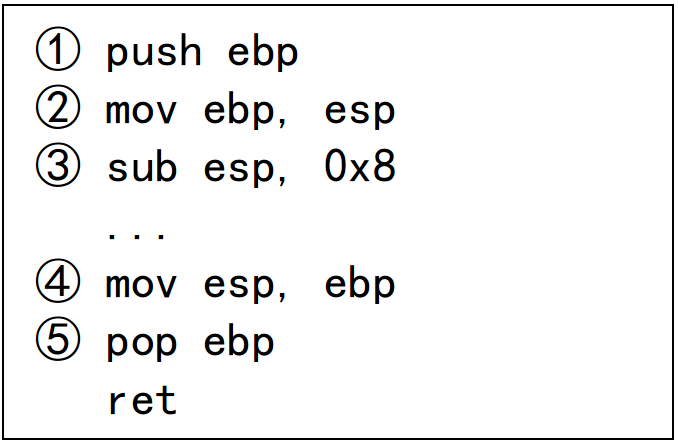 ① push ebp
② mov ebp, esp
③ sub esp, 0x8
...
④ mov esp, ebp
⑤ pop ebp
ret